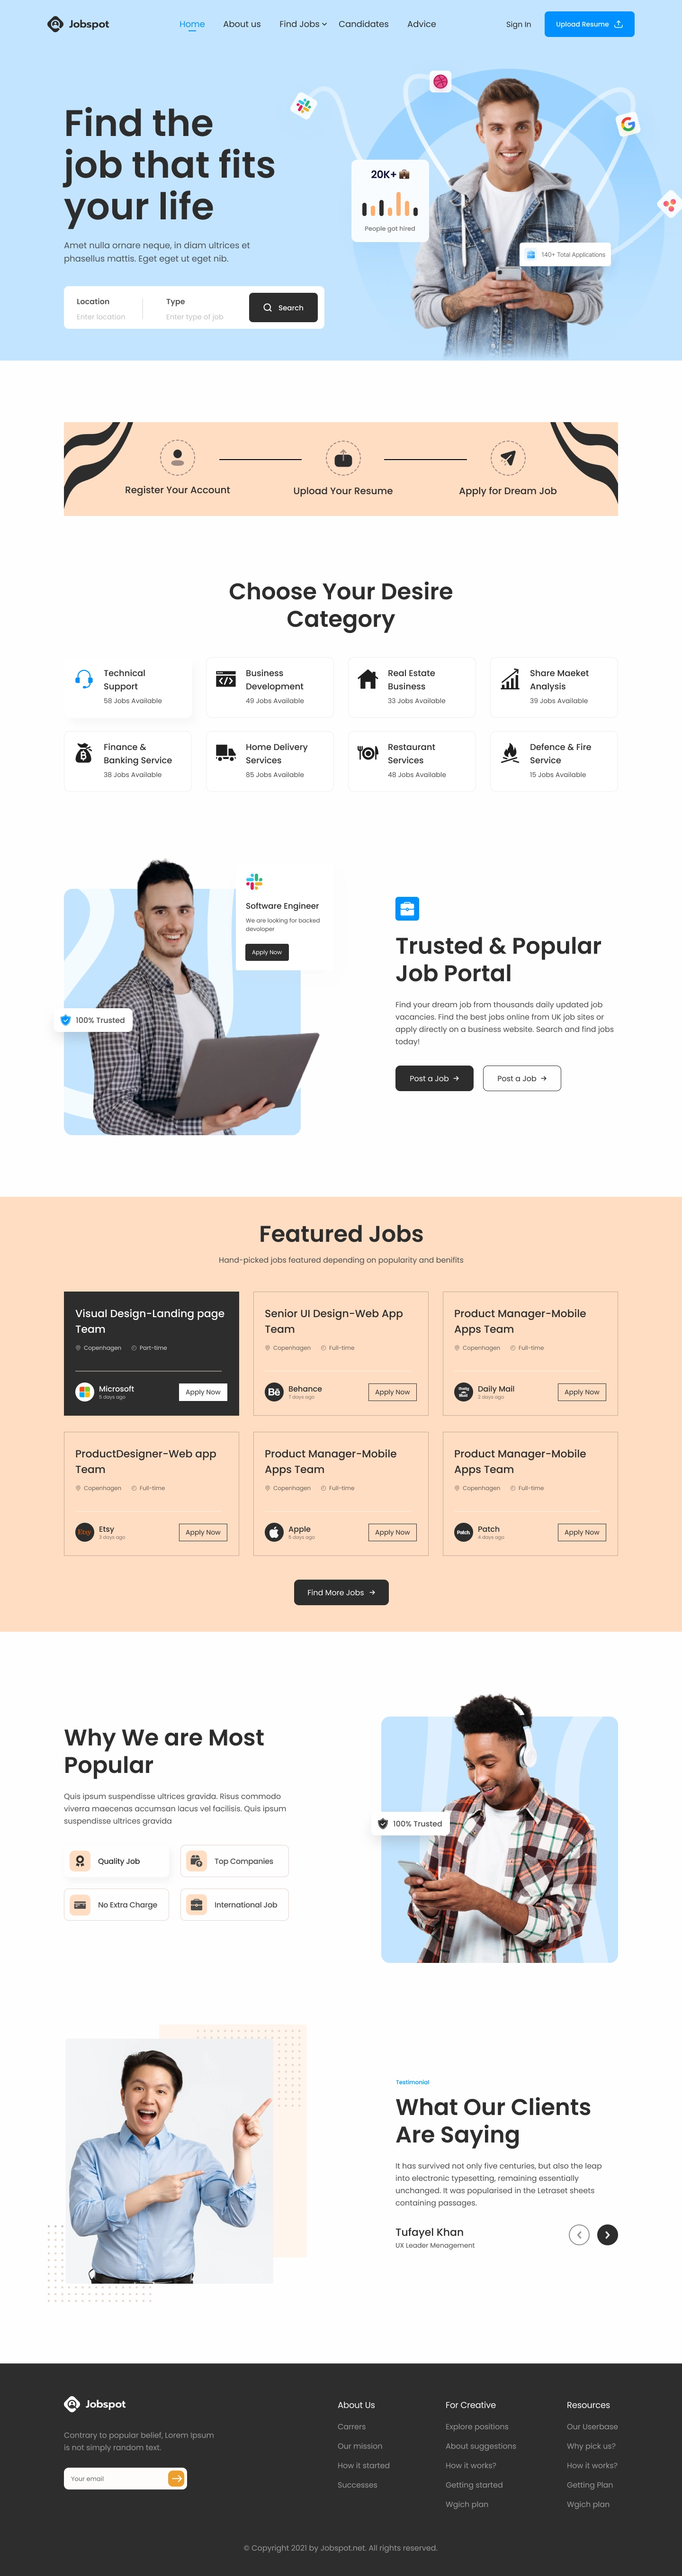 Jobspot
Home
About us
Find Jobs
Candidates
Advice
Sign In
Upload Resume
Find the
job that fits
your life
Amet nulla ornare neque, in diam ultrices et
phasellus mattis. Eget eget ut eget nib.
Location
Enter location
Type
Enter type of job
Search
20K+
People got hired
140+ Total Applications
Register Your Account
Upload Your Resume
Apply for Dream Job
Choose Your Desire
Category
Technical
Support
58 Jobs Available
Business
Development
49 Jobs Available
Real Estate
Business
33 Jobs Available
Share Maeket
Analysis
39 Jobs Available
Finance &
Banking Service
38 Jobs Available
Home Delivery
Services
85 Jobs Available
Restaurant
Services
48 Jobs Available
Defence & Fire
Service
15 Jobs Available
Software Engineer
We are looking for backed
devoloper
Apply Now
100% Trusted
Trusted & Popular
Job Portal
Find your dream job from thousands daily updated job
vacancies. Find the best jobs online from UK job sites or
apply directly on a business website. Search and find jobs
today!
Post a Job
Post a Job
Featured Jobs
Hand-picked jobs featured depending on popularity and benifits
Visual Design-Landing page
Team
Copenhagen
Part-time
Microsoft
5 days ago
Apply Now
Senior UI Design-Web App
Team
Copenhagen
Full-time
Bē
Behance
7 days ago
Apply Now
Product Manager-Mobile
Apps Team
Copenhagen
Full-time
Daily Mail
2 days ago
Apply Now
ProductDesigner-Web app
Team
Copenhagen
Full-time
Etsy
Etsy
3 days ago
Apply Now
Product Manager-Mobile
Apps Team
Copenhagen
Full-time
Apple
5 days ago
Apply Now
Product Manager-Mobile
Apps Team
Copenhagen
Full-time
Patch
Patch
4 days ago
Apply Now
Find More Jobs
Why We are Most
Popular
Quis ipsum suspendisse ultrices gravida. Risus commodo
viverra maecenas accumsan lacus vel facilisis. Quis ipsum
suspendisse ultrices gravida
Quality Job
Top Companies
No Extra Charge
International Job
100% Trusted
Testimonial
What Our Clients
Are Saying
It has survived not only five centuries, but also the leap
into electronic typesetting, remaining essentially
unchanged. It was popularised in the Letraset sheets
containing passages.
Tufayel Khan
UX Leader Menagement
Jobspot
Contrary to popular belief, Lorem Ipsum
is not simply random text.
Your email
About Us
Carrers
Our mission
How it started
Successes
For Creative
Explore positions
About suggestions
How it works?
Getting started
Wgich plan
Resources
Our Userbase
Why pick us?
How it works?
Getting Plan
Wgich plan
© Copyright 2021 by Jobspot.net. All rights reserved.